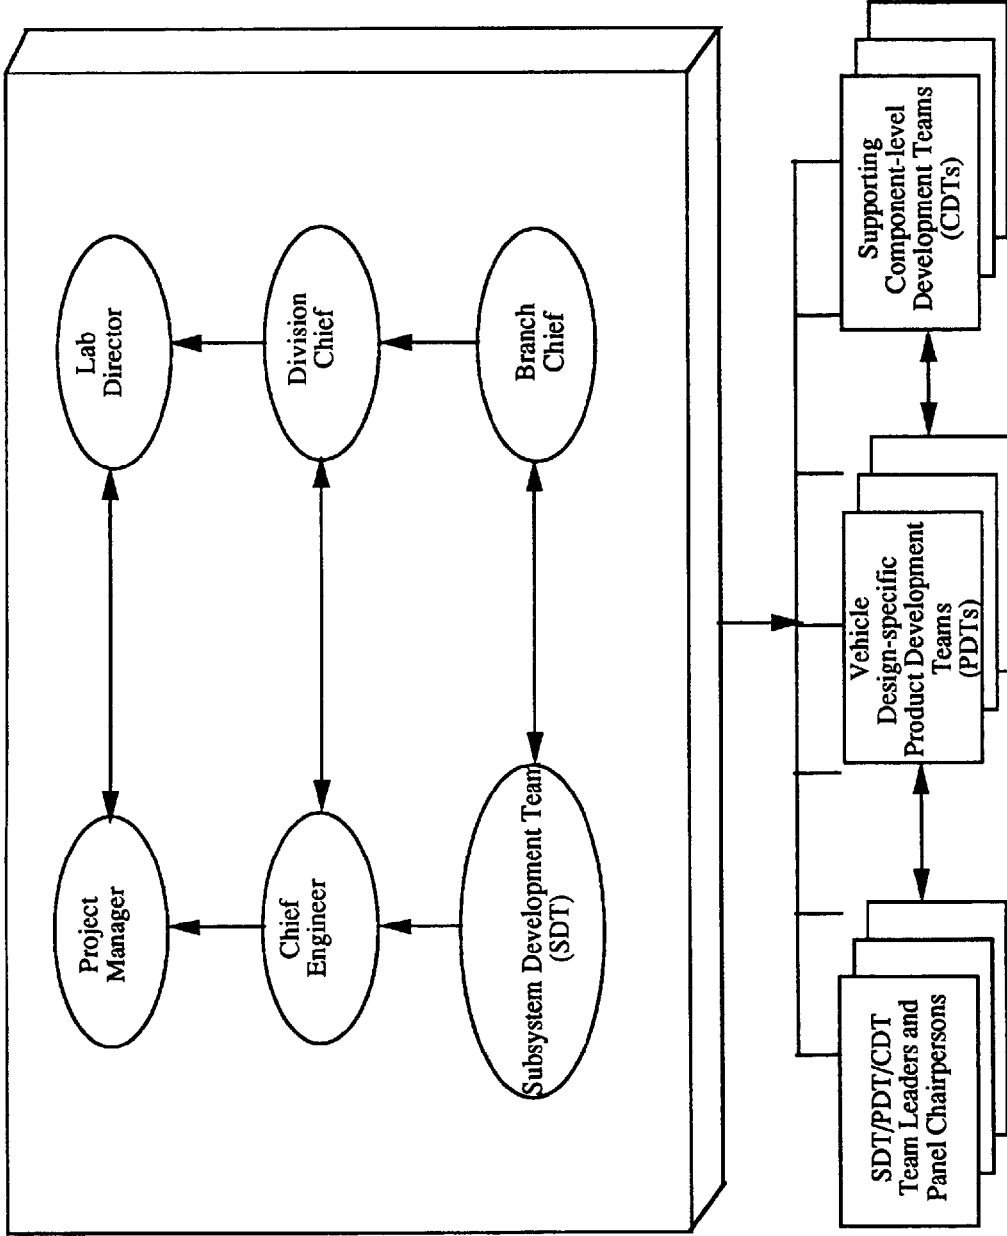 Project
Manager
Lab
Director
Chief
Engineer
Division
Chief
Subsystem Development Team
(SDT)
Branch
Chief
SDT/PDT/CDT
Team Leaders and
Panel Chairpersons
Vehicle
Design-specific
Product Development
Teams
(PDTs)
Supporting
Component-level
Development Teams
(CDTs)